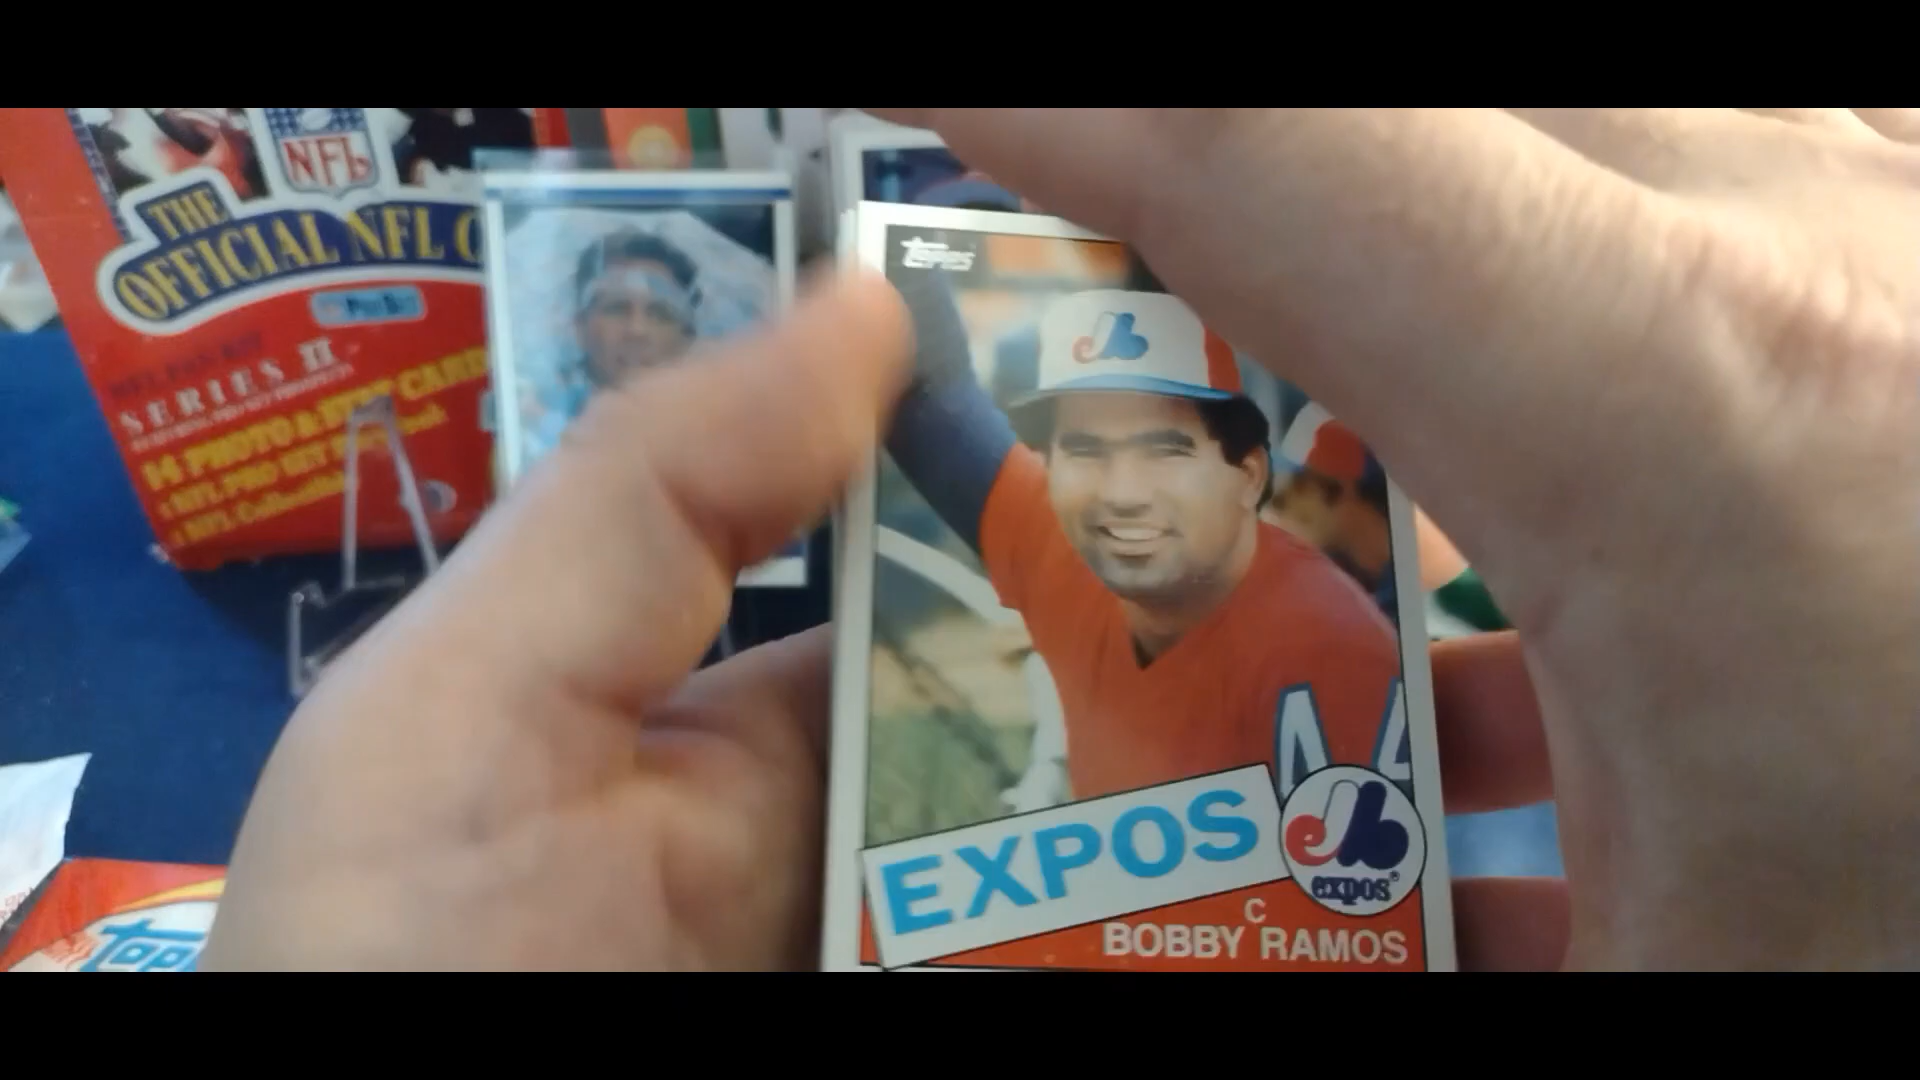 NFL
THE
OFFICIAL NFL C
Pro Set
SERIES II
14 PHOTO & STAT CARD
NFL PRO SET
NFL Collectible
topps
EXPOS
expos®
C
BOBBY RAMOS
44
top